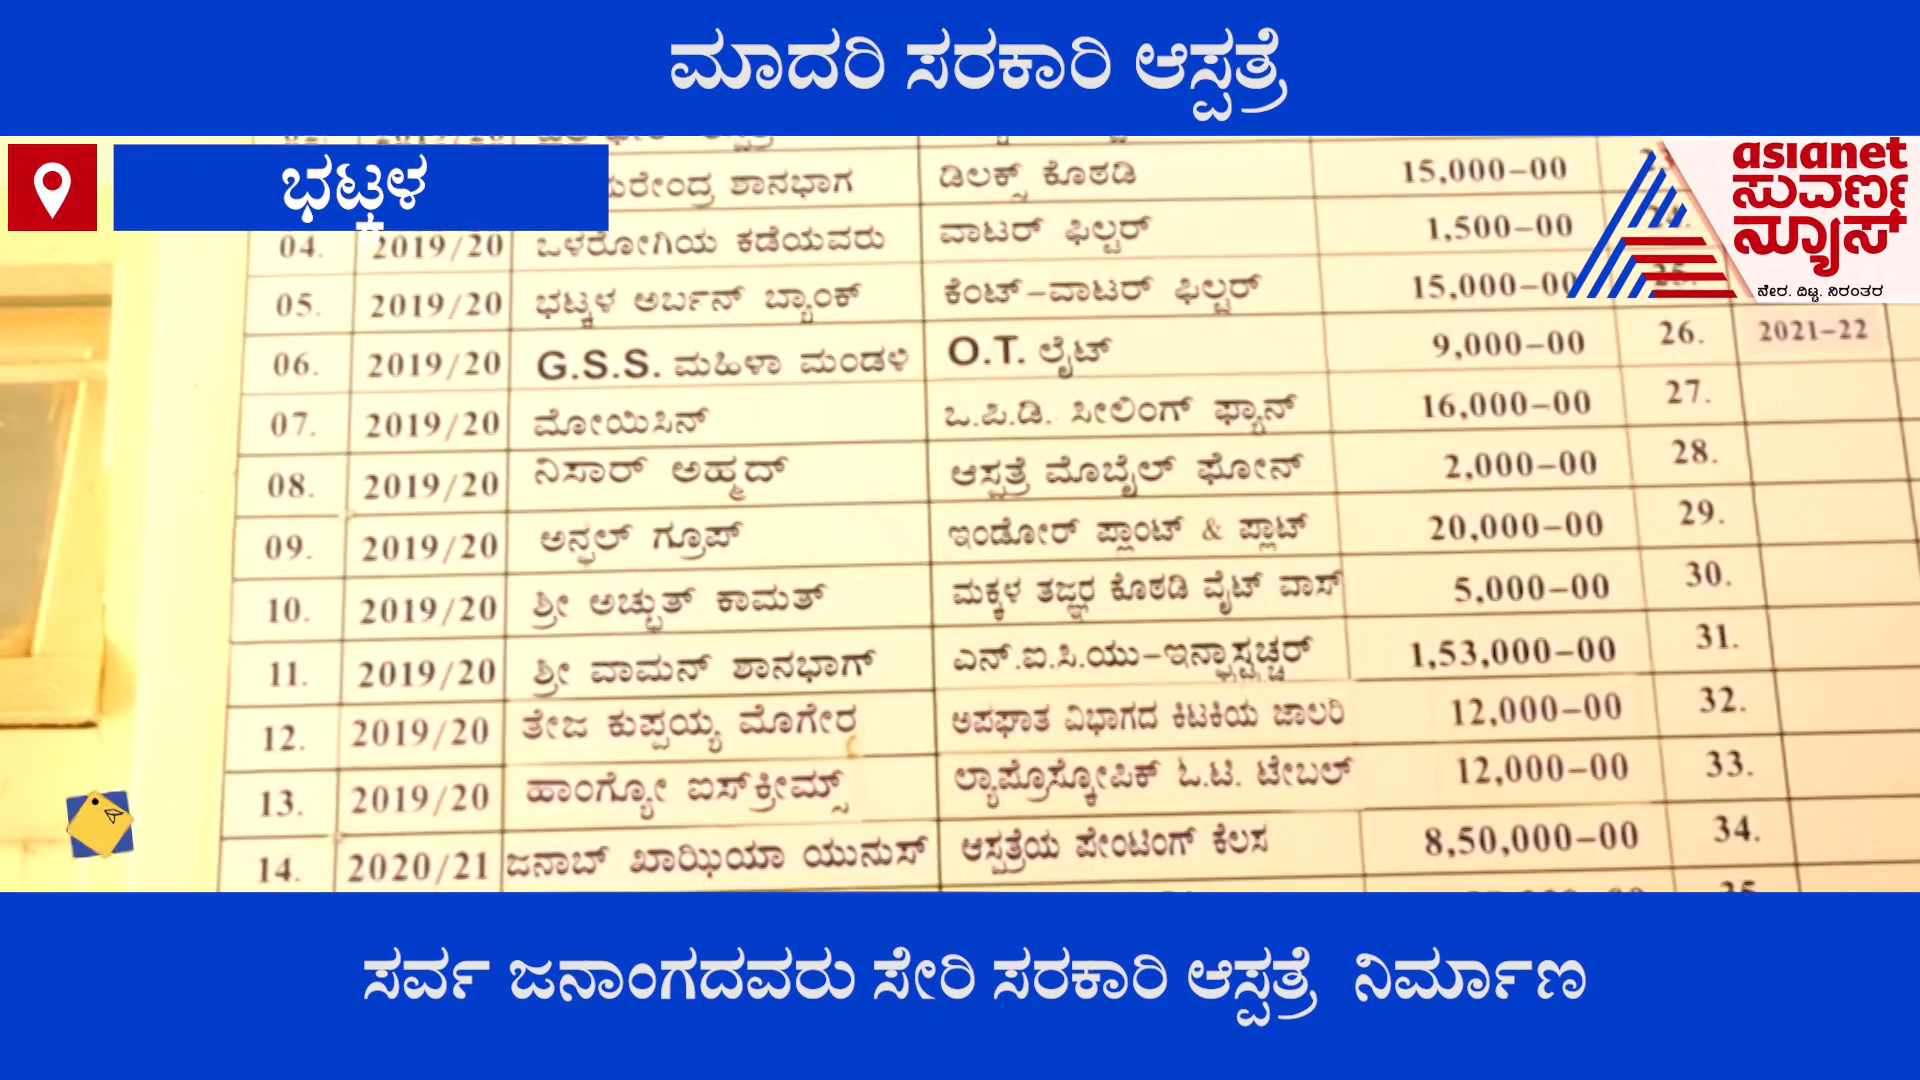 ಮಾದರಿ ಸರಕಾರಿ ಆಸ್ಪತ್ರೆ
ಭಟ್ಕಳ
asianet
ಸುವರ್ಣ
ನ್ಯೂಸ್
ನೇರ. ದಿಟ್ಟ. ನಿರಂತರ
ಶಾನಭಾಗ ಡಿಲಕ್ಸ್ ಕೊಠಡಿ 15,000-00
04. 2019/20 ಒಳರೋಗಿಯ ಕಡೆಯವರು ವಾಟರ್ ಫಿಲ್ಟರ್ 1,500-00
05. 2019/20 ಭಟ್ಕಳ ಅರ್ಬನ್ ಬ್ಯಾಂಕ್ ಕೆಂಟ್-ವಾಟರ್ ಫಿಲ್ಟರ್ 15,000-00 25.
06. 2019/20 G.S.S. ಮಹಿಳಾ ಮಂಡಳಿ O.T. ಲೈಟ್ 9,000-00 26. 2021-22
07. 2019/20 ಮೋಯಿಸಿನ್ ಒ.ಪಿ.ಡಿ. ಸೀಲಿಂಗ್ ಫ್ಯಾನ್ 16,000-00 27.
08. 2019/20 ನಿಸಾರ್ ಅಹ್ಮದ್ ಆಸ್ಪತ್ರೆ ಮೊಬೈಲ್ ಫೋನ್ 2,000-00 28.
09. 2019/20 ಅನ್ಫಲ್ ಗ್ರೂಪ್ ಇಂಡೋರ್ ಪ್ಲಾಂಟ್ & ಪ್ಲಾಟ್ 20,000-00 29.
10. 2019/20 ಶ್ರೀ ಅಚ್ಚುತ್ ಕಾಮತ್ ಮಕ್ಕಳ ತಜ್ಞರ ಕೊಠಡಿ ವೈಟ್ ವಾಸ್ 5,000-00 30.
11. 2019/20 ಶ್ರೀ ವಾಮನ್ ಶಾನಭಾಗ್ ಎನ್.ಐ.ಸಿ.ಯು-ಇನ್ಫ್ರಾಸ್ಟ್ರಚ್ಚರ್ 1,53,000-00 31.
12. 2019/20 ತೇಜ ಕುಪ್ಪಯ್ಯ ಮೊಗೇರ ಅಪಘಾತ ವಿಭಾಗದ ಕಿಟಕಿಯ ಜಾಲರಿ 12,000-00 32.
13. 2019/20 ಹಾಂಗ್ಯೋ ಐಸ್‌ಕ್ರೀಮ್ಸ್ ಲ್ಯಾಪ್ರೊಸ್ಕೋಪಿಕ್ ಓ.ಟಿ. ಟೇಬಲ್ 12,000-00 33.
14. 2020/21 ಜನಾಬ್ ಖಾಝಿಯಾ ಯುನುಸ್ ಆಸ್ಪತ್ರೆಯ ಪೇಂಟಿಂಗ್ ಕೆಲಸ 8,50,000-00 34.
ಸರ್ವ ಜನಾಂಗದವರು ಸೇರಿ ಸರಕಾರಿ ಆಸ್ಪತ್ರೆ ನಿರ್ಮಾಣ